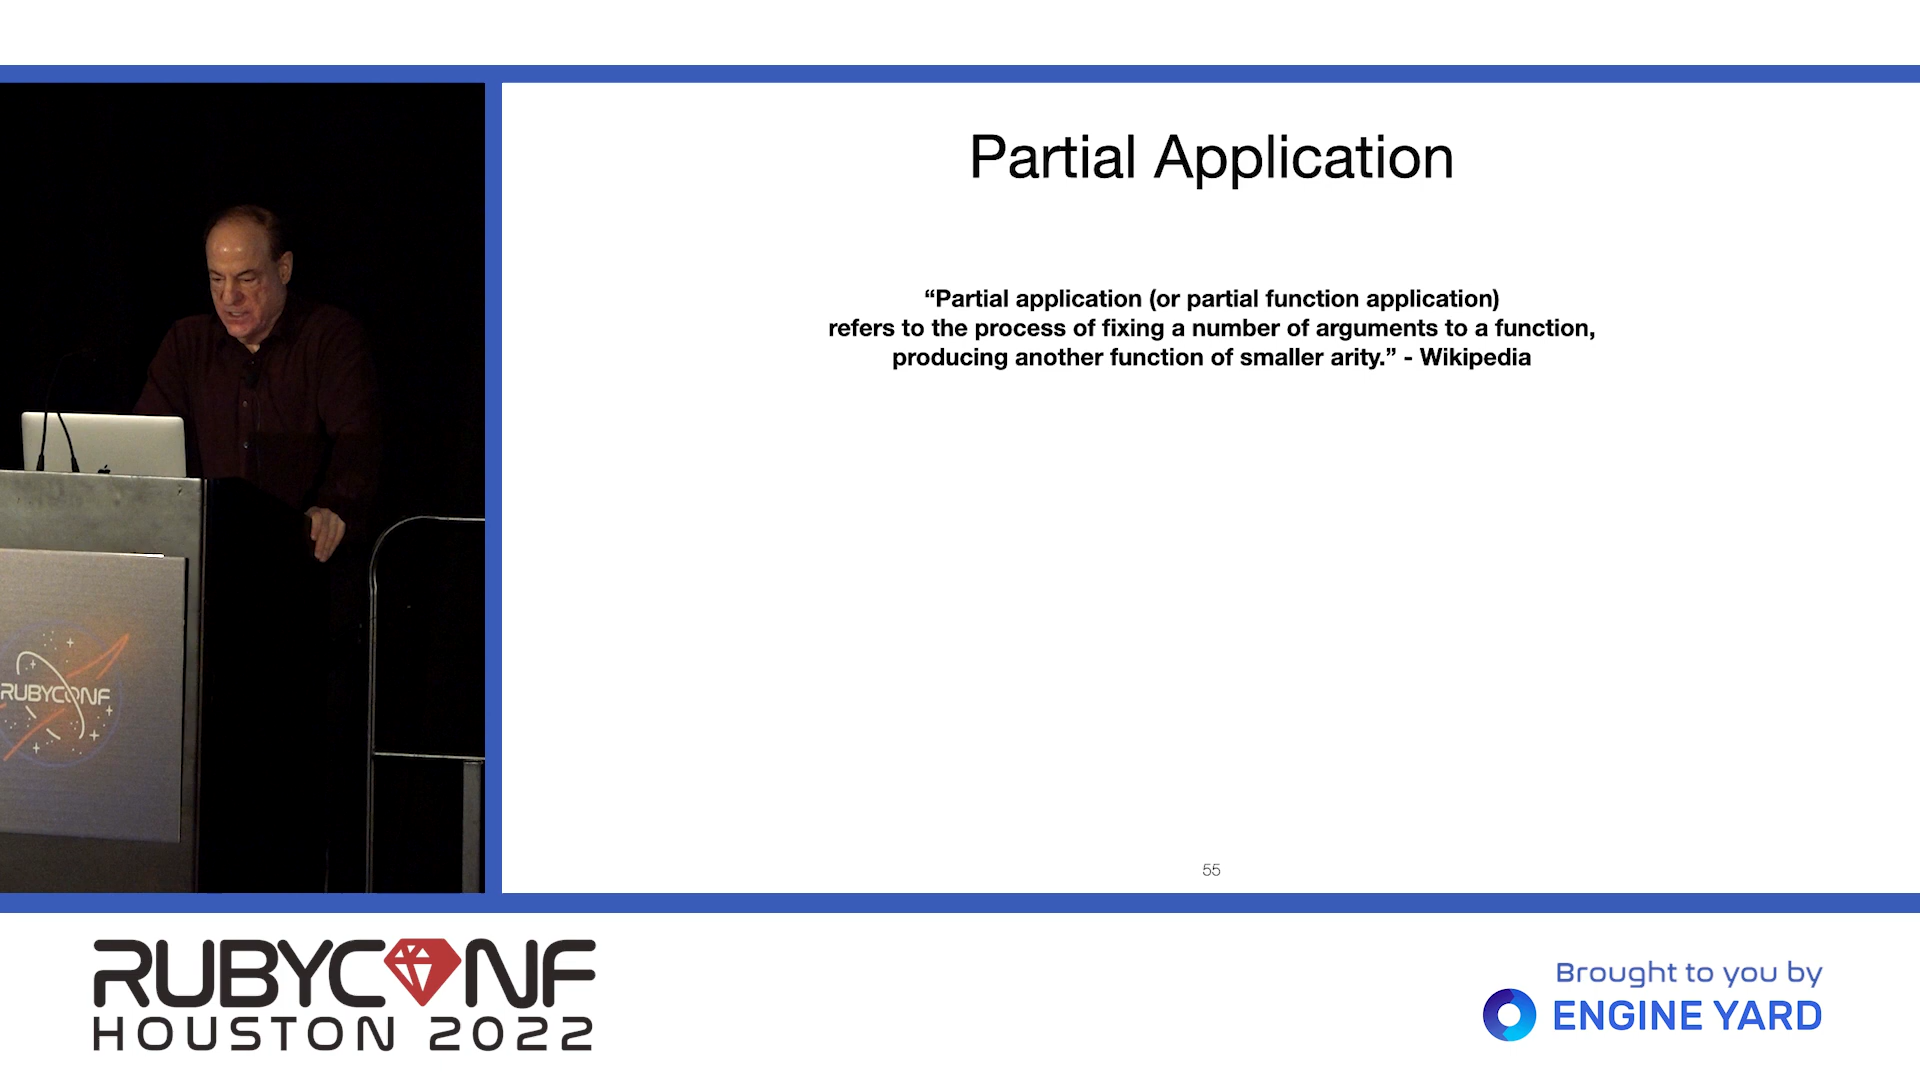 Partial Application
“Partial application (or partial function application)
refers to the process of fixing a number of arguments to a function,
producing another function of smaller arity.” - Wikipedia
55
RUBYCONF
RUBYCONF
HOUSTON 2022
Brought to you by
ENGINE YARD